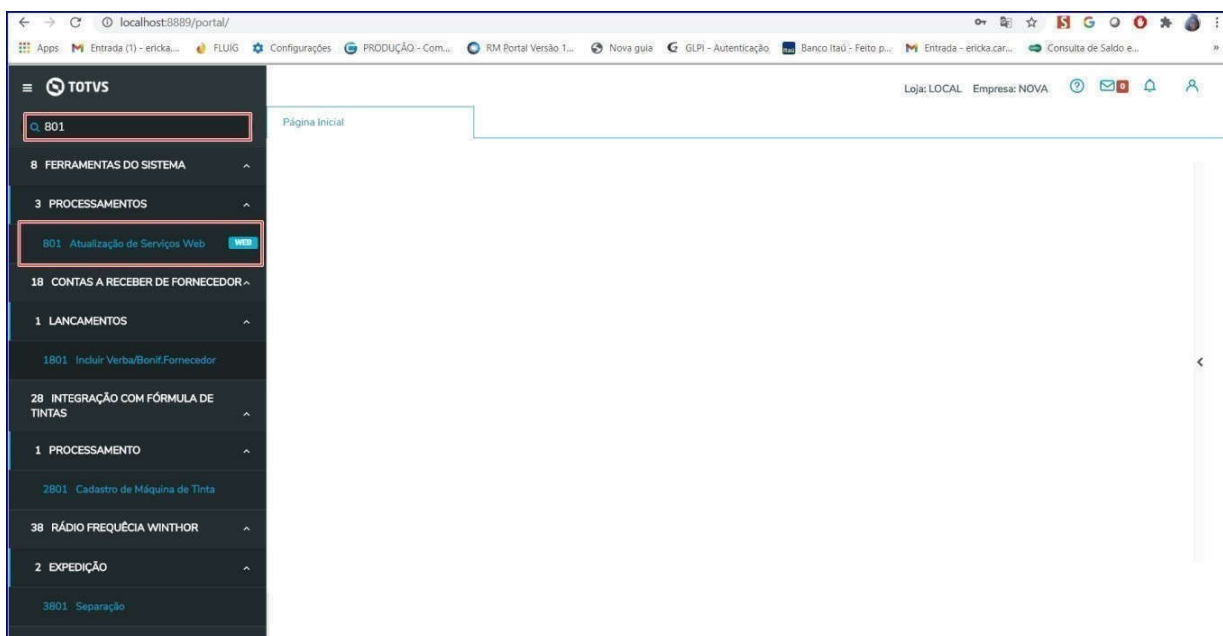 localhost:8889/portal/
Apps M Entrada (1) - ericka.... FLUIG Configurações PRODUÇÃO - Com... RM Portal Versão 1... Nova guia GLPI - Autenticação Banco Itaú - Feito p... Entrada - ericka.car... Consulta de Saldo e... »
TOTVS
Loja: LOCAL Empresa: NOVA 0
801
Página Inicial
8 FERRAMENTAS DO SISTEMA
3 PROCESSAMENTOS
801 Atualização de Serviços Web WEB
18 CONTAS A RECEBER DE FORNECEDOR
1 LANCAMENTOS
1801 Incluir Verba/Bonif.Fornecedor
28 INTEGRAÇÃO COM FÓRMULA DE
TINTAS
1 PROCESSAMENTO
2801 Cadastro de Máquina de Tinta
38 RÁDIO FREQUÊCIA WINTHOR
2 EXPEDIÇÃO
3801 Separação